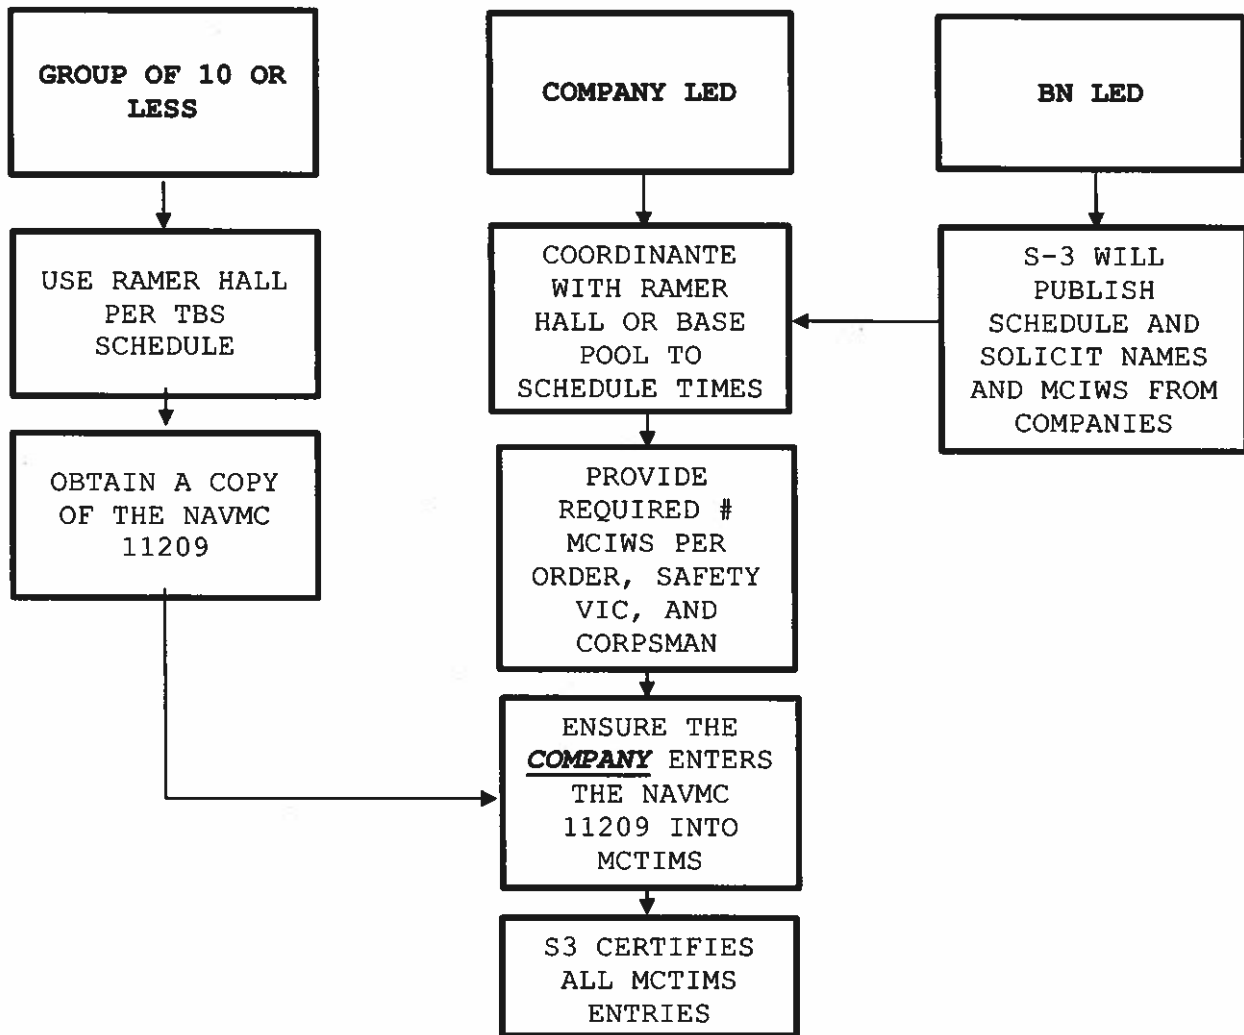 GROUP OF 10 OR
LESS
USE RAMER HALL
PER TBS
SCHEDULE
OBTAIN A COPY
OF THE NAVMC
11209
COMPANY LED
COORDINANTE
WITH RAMER
HALL OR BASE
POOL TO
SCHEDULE TIMES
PROVIDE
REQUIRED #
MCIWS PER
ORDER, SAFETY
VIC, AND
CORPSMAN
ENSURE THE
COMPANY ENTERS
THE NAVMC
11209 INTO
MCTIMS
S3 CERTIFIES
ALL MCTIMS
ENTRIES
BN LED
S-3 WILL
PUBLISH
SCHEDULE AND
SOLICIT NAMES
AND MCIWS FROM
COMPANIES